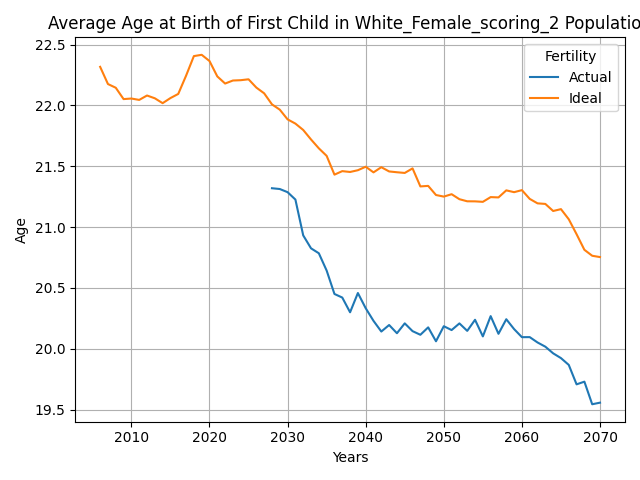 Average Age at Birth of First Child in White_Female_scoring_2 Populatio
Fertility
Actual
Ideal
22.5
22.0
21.5
21.0
20.5
20.0
19.5
Age
2010 2020 2030 2040 2050 2060 2070
Years